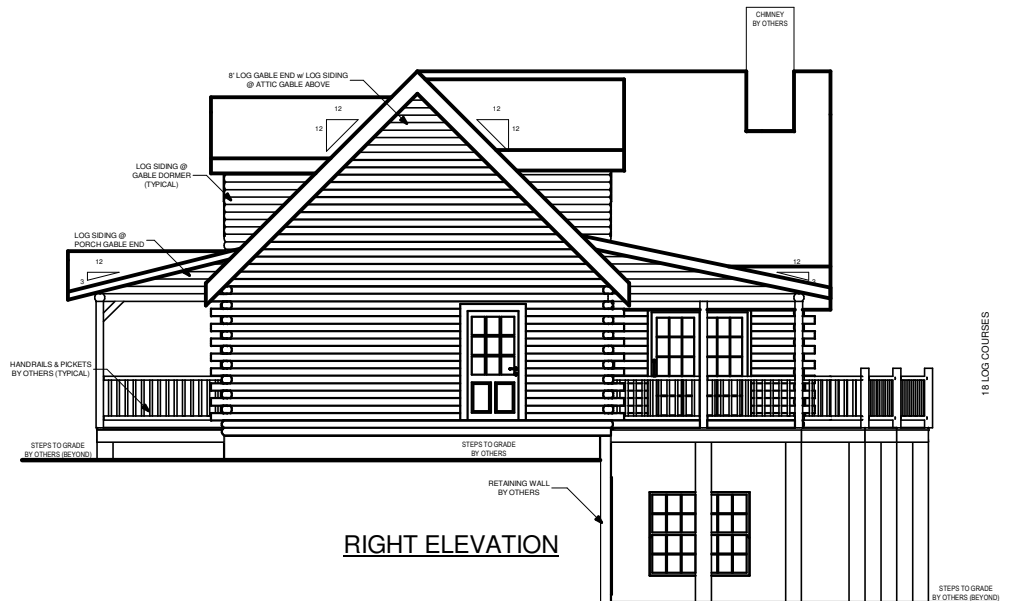 CHIMNEY
BY OTHERS
8' LOG GABLE END w/ LOG SIDING
@ ATTIC GABLE ABOVE
12
12
12
12
LOG SIDING @
GABLE DORMER
(TYPICAL)
LOG SIDING @
PORCH GABLE END
12
3
12
3
18 LOG COURSES
HANDRAILS & PICKETS
BY OTHERS (TYPICAL)
STEPS TO GRADE
BY OTHERS (BEYOND)
STEPS TO GRADE
BY OTHERS
RETAINING WALL
BY OTHERS
RIGHT ELEVATION
STEPS TO GRADE
BY OTHERS (BEYOND)